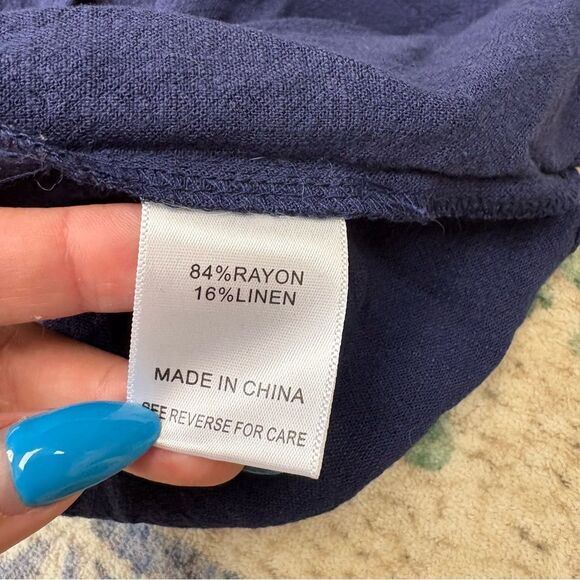 84%RAYON
16%LINEN
MADE IN CHINA
SEE REVERSE FOR CARE